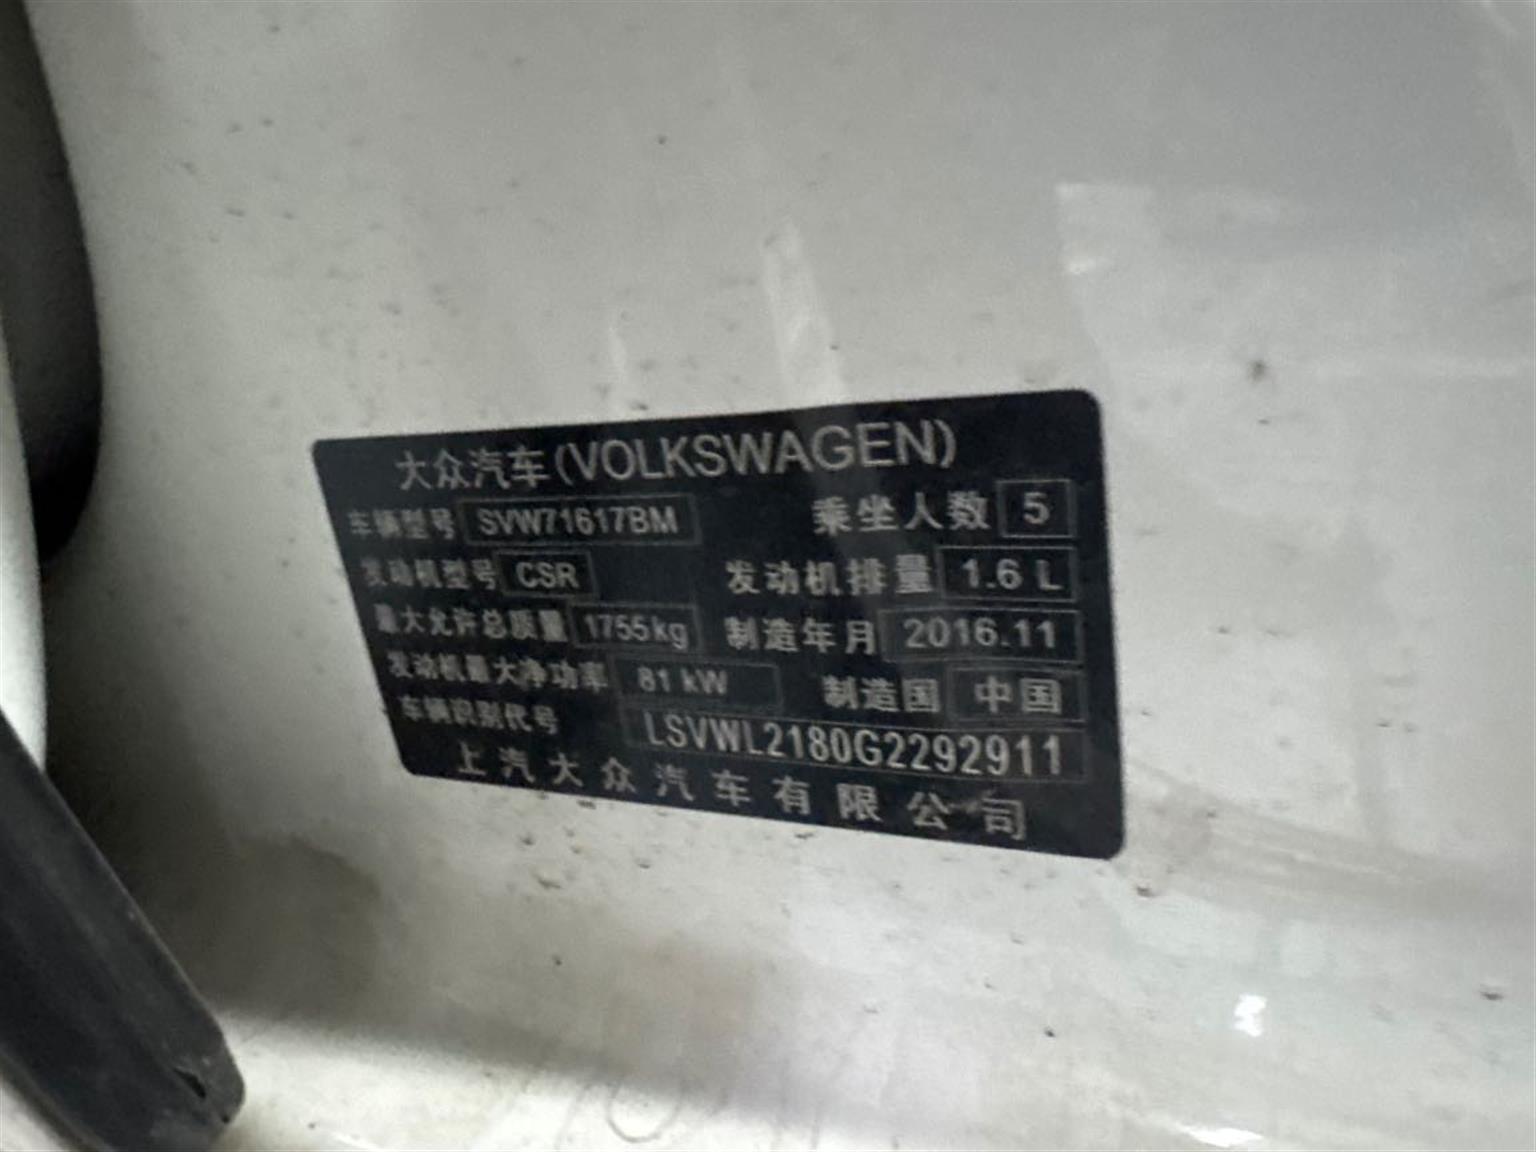 大众汽车(VOLKSWAGEN)
车辆型号 SVW71617BM 乘坐人数 5
发动机型号 CSR 发动机排量 1.6 L
最大允许总质量 1755kg 制造年月 2016.11
发动机最大净功率 81 kW 制造国 中国
车辆识别代号 LSVWL2180G2292911
上汽大众汽车有限公司